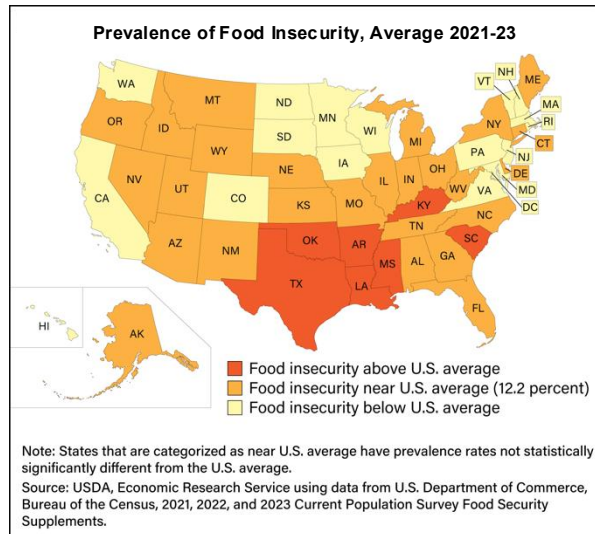 Prevalence of Food Insecurity, Average 2021-23
WA
MT
ND
MN
VT
NH
ME
OR
ID
SD
WI
MI
NY
MA
RI
CT
WY
IA
PA
NJ
NE
IL
IN
OH
DE
MD
DC
NV
UT
CO
KS
MO
WV
VA
KY
CA
NC
TN
AZ
NM
OK
AR
SC
MS
AL
GA
TX
LA
FL
HI
AK
Food insecurity above U.S. average
Food insecurity near U.S. average (12.2 percent)
Food insecurity below U.S. average
Note: States that are categorized as near U.S. average have prevalence rates not statistically
significantly different from the U.S. average.
Source: USDA, Economic Research Service using data from U.S. Department of Commerce,
Bureau of the Census, 2021, 2022, and 2023 Current Population Survey Food Security
Supplements.